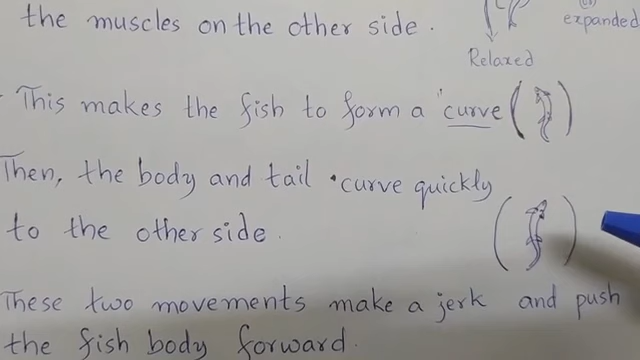 the muscles on the other side.
expanded
Relaxed
This makes the fish to form a "curve ( )
Then, the body and tail curve quickly
to the other side. ( )
These two movements make a jerk and push
the fish body forward.